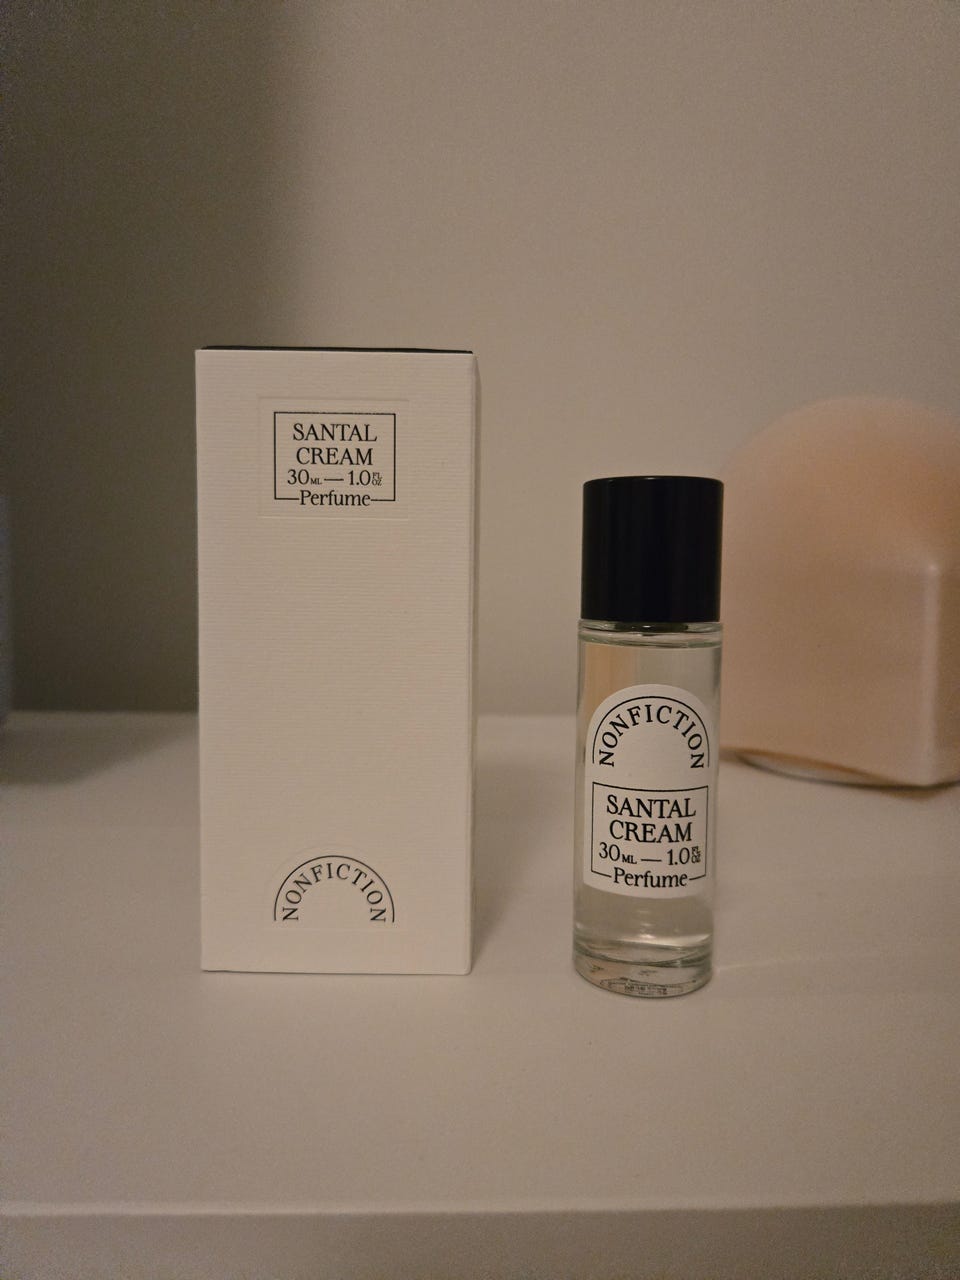 SANTAL
CREAM
30ML — 1.0 FL OZ
Perfume
NONFICTION
NONFICTION
SANTAL
CREAM
30ML — 1.0 FL OZ
Perfume